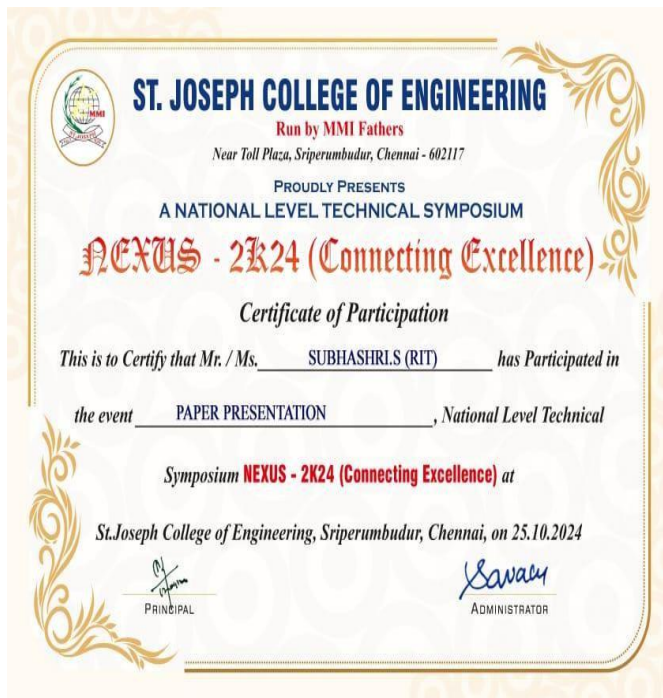 ST. JOSEPH COLLEGE OF ENGINEERING
Run by MMI Fathers
Near Toll Plaza, Sriperumbudur, Chennai - 602117
PROUDLY PRESENTS
A NATIONAL LEVEL TECHNICAL SYMPOSIUM
NEXUS - 2K24 (Connecting Excellence)
Certificate of Participation
This is to Certify that Mr. / Ms. SUBHASHRI.S (RIT) has Participated in
the event PAPER PRESENTATION, National Level Technical
Symposium NEXUS - 2K24 (Connecting Excellence) at
St.Joseph College of Engineering, Sriperumbudur, Chennai, on 25.10.2024
PRINCIPAL
ADMINISTRATOR
MMI
ST. JOSEPH